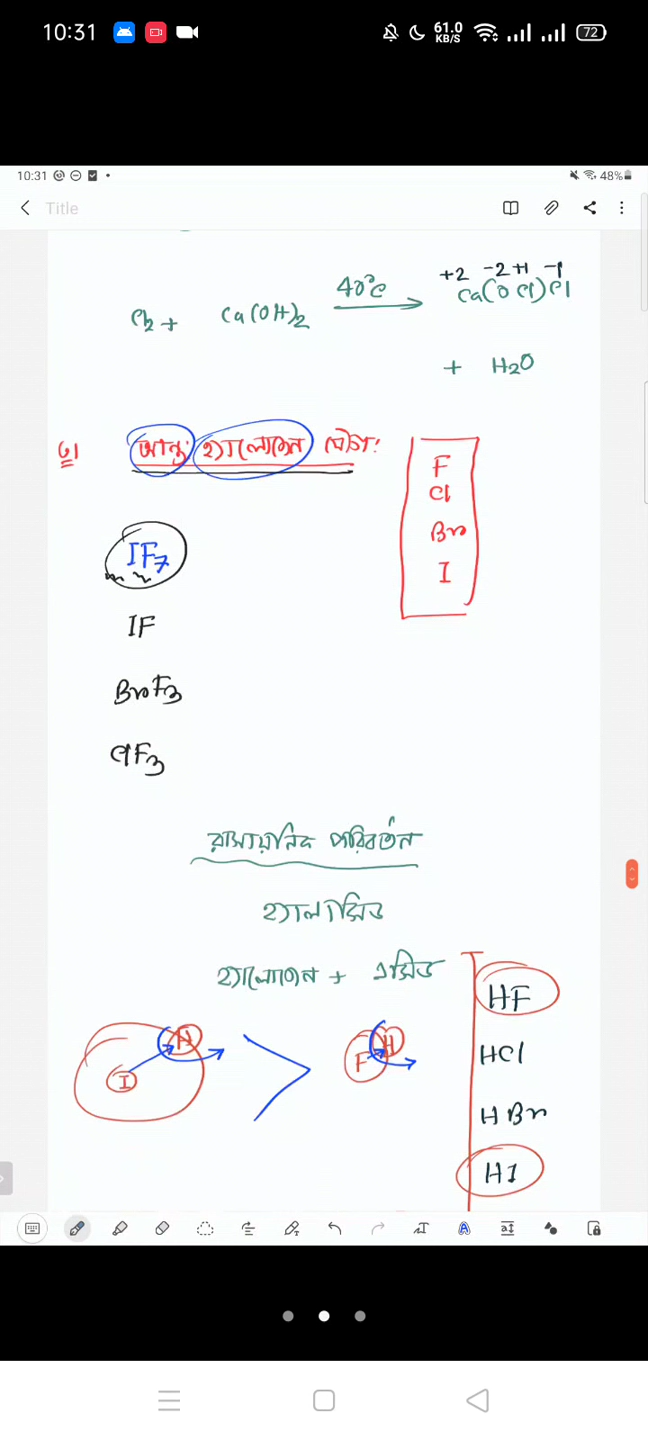 10:31 61.0 KB/S 72
10:31 48%
Title
+2 -2+1 -1
Cl₂ + Ca(OH)₂ 40°C → Ca(OCl)Cl
+ H₂O
৩। আন্তঃ হ্যালোজেন যৌগঃ
F
Cl
Br
I
IF₇
IF
BrF₃
ClF₃
রাসায়নিক পরিবর্তন
হ্যালাসিড
হ্যালোজেন + এসিড
HF
I H > F H
HCl
HBr
HI